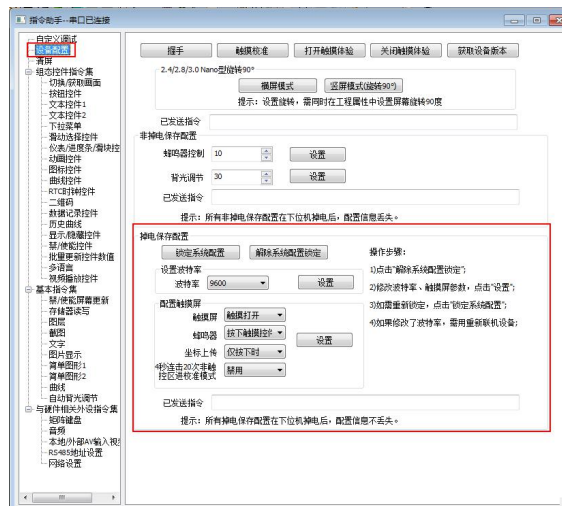 指令助手--串口已连接
自定义调试
设备配置
清屏
组态控件指令集
切换/获取画面
按钮控件
文本控件1
文本控件2
下拉菜单
滑动选择控件
仪表/进度条/滑块控
动画控件
图标控件
曲线控件
RTC时钟控件
二维码
数据记录控件
历史曲线
显示/隐藏控件
禁/使能控件
批量更新控件数值
多语言
视频播放控件
基本指令集
禁/使能屏幕更新
存储器读写
图层
截图
文字
图片显示
简单图形1
简单图形2
曲线
自动背光调节
与硬件相关外设指令集
矩阵键盘
音频
本地/外部AV输入视
RS485地址设置
网络设置
握手 触摸校准 打开触摸体验 关闭触摸体验 获取设备版本
2.4/2.8/3.0 Nano型旋转90°
横屏模式 竖屏模式(旋转90°)
提示：设置旋转，需同时在工程属性中设置屏幕旋转90度
已发送指令
非掉电保存配置
蜂鸣器控制 10 设置
背光调节 30 设置
已发送指令
提示：所有非掉电保存配置在下位机掉电后，配置信息丢失。
掉电保存配置
锁定系统配置 解除系统配置锁定 操作步骤：
设置波特率
1)点击"解除系统配置锁定";
波特率 9600 设置
2)修改波特率、触摸屏参数，点击"设置";
配置触摸屏
3)如需重新锁定，点击"锁定系统配置";
触摸屏 触摸打开
4)如果修改了波特率，需用重新联机设备;
蜂鸣器 按下触摸控件 设置
坐标上传 仅按下时
4秒连击20次非触控区进校准模式 禁用
已发送指令
提示：所有掉电保存配置在下位机掉电后，配置信息不丢失。